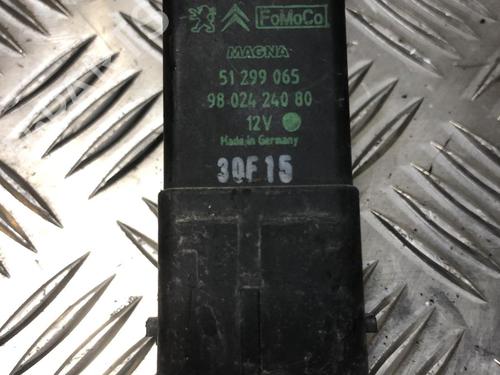 FoMoCo
MAGNA
51 299 065
98 024 240 80
12V
Made in Germany
30F15